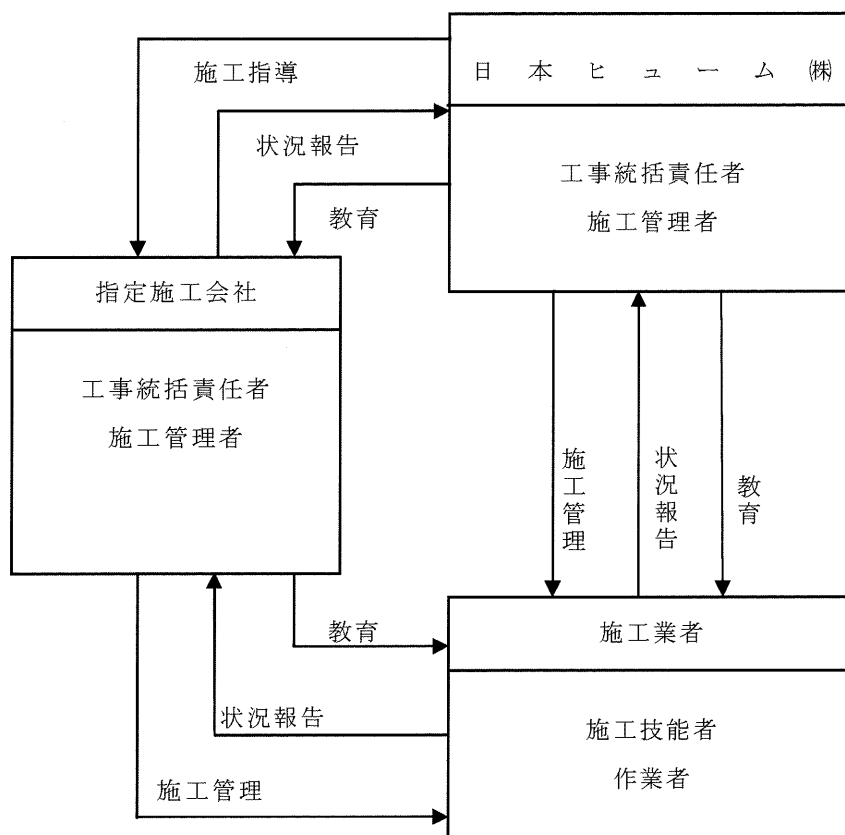 日本ヒューム㈱
施工指導
状況報告
教育
工事統括責任者
施工管理者
指定施工会社
工事統括責任者
施工管理者
施工管理
状況報告
教育
教育
状況報告
施工管理
施工業者
施工技能者
作業者